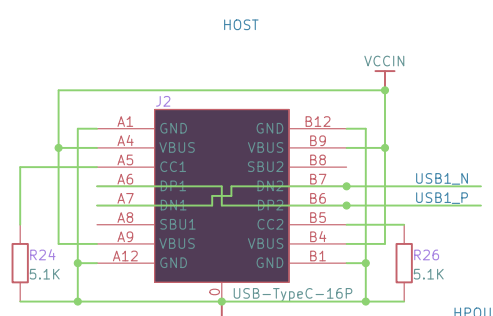 HOST
VCCIN
J2
A1 GND GND B12
A4 VBUS VBUS B9
A5 CC1 SBU2 B8
A6 DP1 DN2 B7 USB1_N
A7 DN1 DP2 B6 USB1_P
A8 SBU1 CC2 B5
A9 VBUS VBUS B4
A12 GND GND B1
R24
5.1K
R26
5.1K
0 USB-TypeC-16P